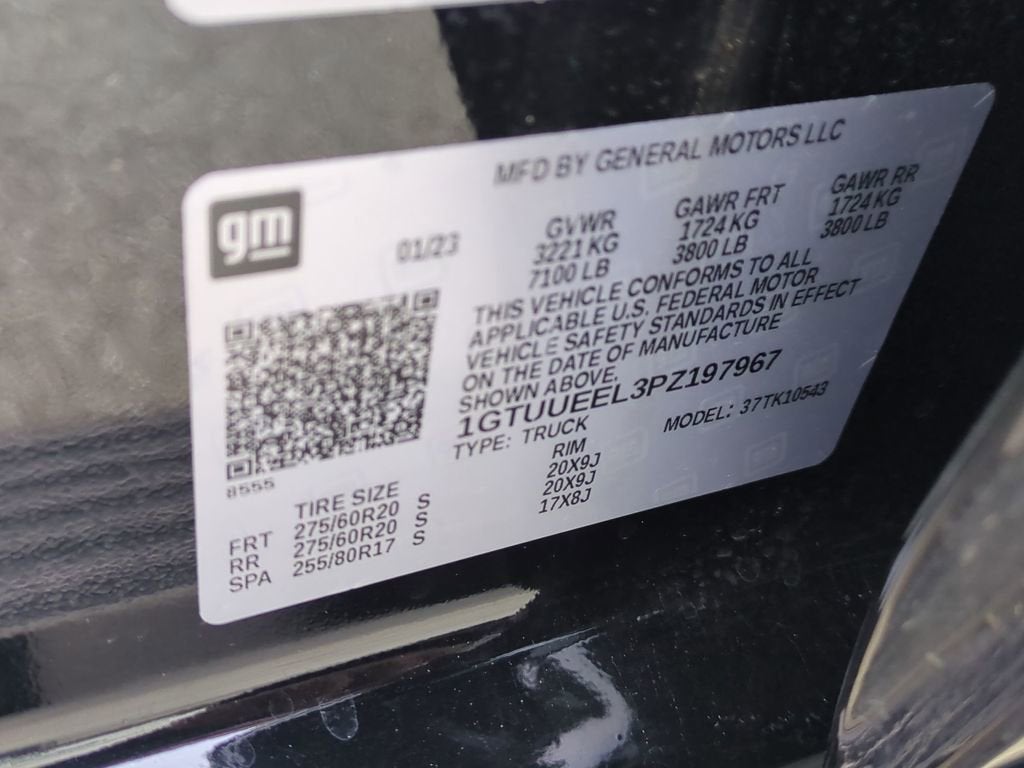 MFD BY GENERAL MOTORS LLC
gm
01/23
GVWR GAWR FRT GAWR RR
3221 KG 1724 KG 1724 KG
7100 LB 3800 LB 3800 LB
THIS VEHICLE CONFORMS TO ALL
APPLICABLE U.S. FEDERAL MOTOR
VEHICLE SAFETY STANDARDS IN EFFECT
ON THE DATE OF MANUFACTURE
SHOWN ABOVE.
1GTUUEEL3PZ197967
TYPE: TRUCK MODEL: 37TK10543
8555
TIRE SIZE RIM
FRT 275/60R20 S 20X9J
RR 275/60R20 S 20X9J
SPA 255/80R17 S 17X8J